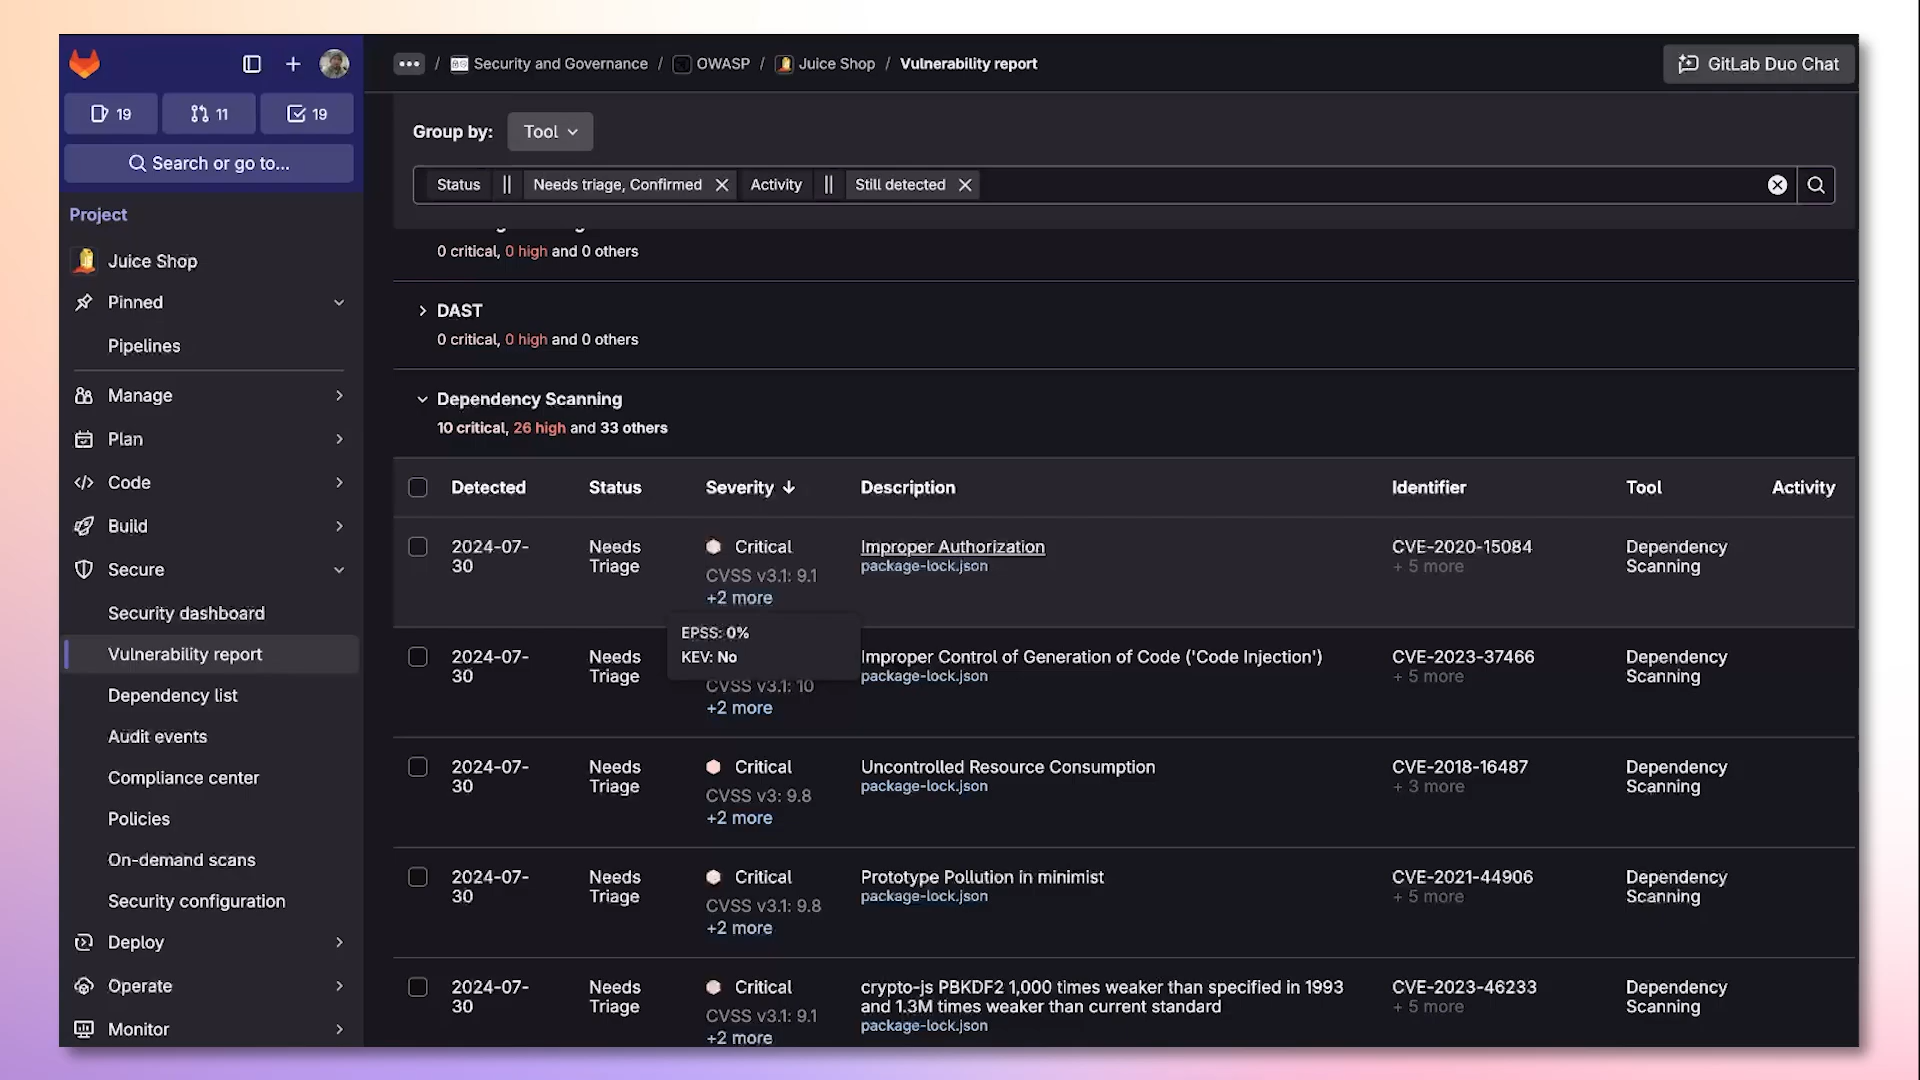 ... / Security and Governance / OWASP / Juice Shop / Vulnerability report
GitLab Duo Chat
19 11 19
Search or go to...
Project
Juice Shop
Pinned
Pipelines
Manage
Plan
Code
Build
Secure
Security dashboard
Vulnerability report
Dependency list
Audit events
Compliance center
Policies
On-demand scans
Security configuration
Deploy
Operate
Monitor
Group by: Tool
Status || Needs triage, Confirmed Activity || Still detected
0 critical, 0 high and 0 others
DAST
0 critical, 0 high and 0 others
Dependency Scanning
10 critical, 26 high and 33 others
Detected Status Severity Description Identifier Tool Activity
2024-07- Needs Critical Improper Authorization CVE-2020-15084 Dependency
30 Triage CVSS v3.1: 9.1 package-lock.json + 5 more Scanning
+2 more
EPSS: 0%
KEV: No
2024-07- Needs Improper Control of Generation of Code ('Code Injection') CVE-2023-37466 Dependency
30 Triage CVSS v3.1: 10 package-lock.json + 5 more Scanning
+2 more
2024-07- Needs Critical Uncontrolled Resource Consumption CVE-2018-16487 Dependency
30 Triage CVSS v3: 9.8 package-lock.json + 3 more Scanning
+2 more
2024-07- Needs Critical Prototype Pollution in minimist CVE-2021-44906 Dependency
30 Triage CVSS v3.1: 9.8 package-lock.json + 5 more Scanning
+2 more
2024-07- Needs Critical crypto-js PBKDF2 1,000 times weaker than specified in 1993 CVE-2023-46233 Dependency
30 Triage CVSS v3.1: 9.1 and 1.3M times weaker than current standard + 5 more Scanning
package-lock.json
+2 more